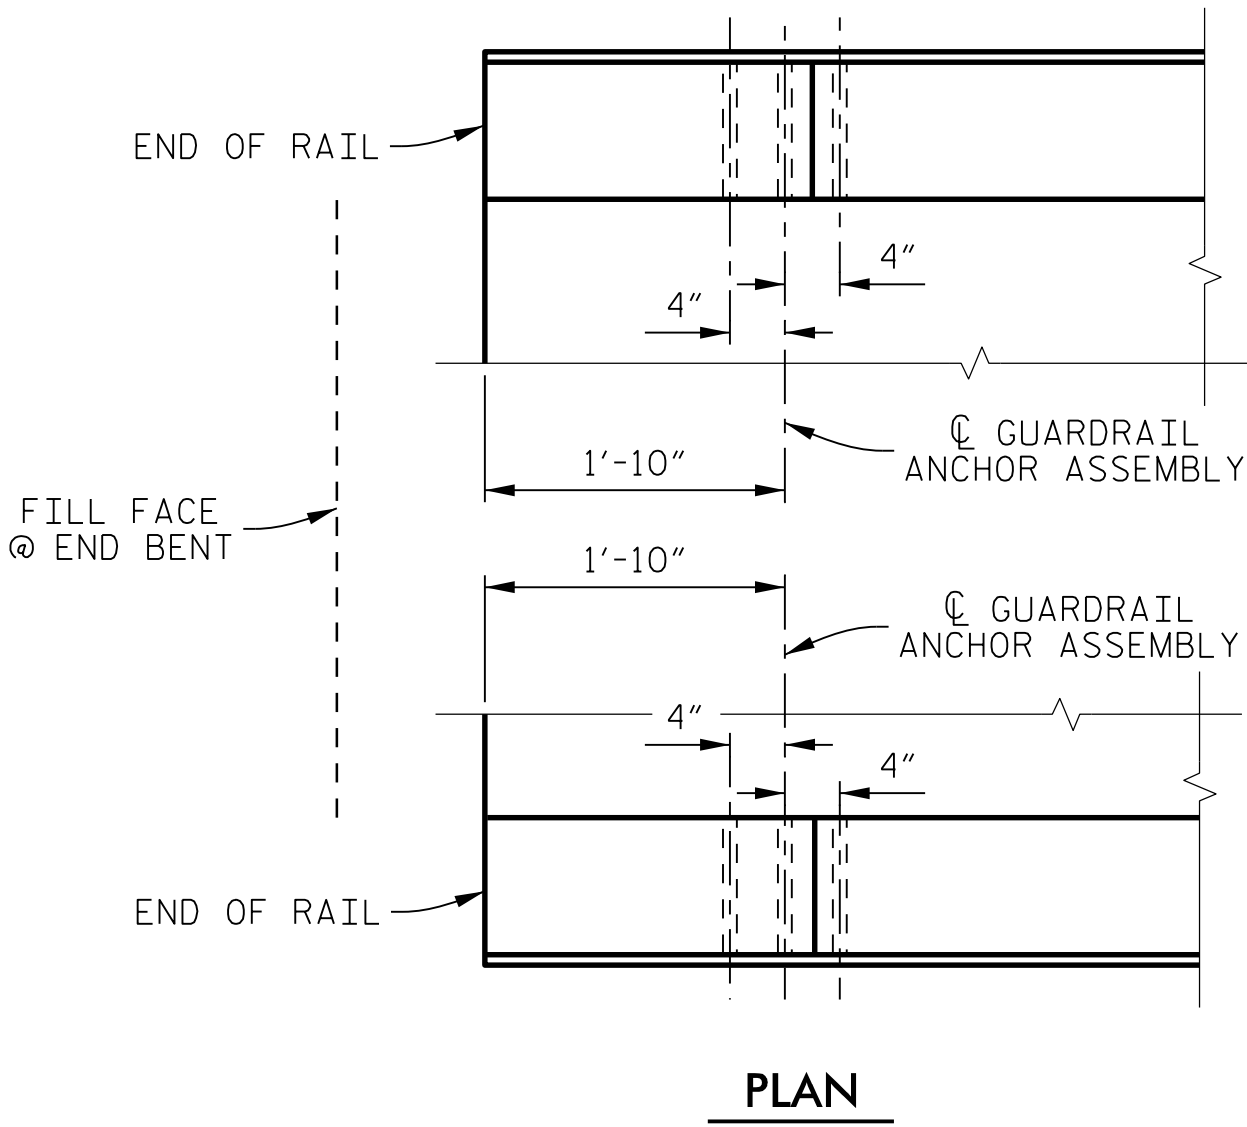 END OF RAIL
4″
4″
℄ GUARDRAIL
ANCHOR ASSEMBLY
1′-10″
FILL FACE
@ END BENT
1′-10″
℄ GUARDRAIL
ANCHOR ASSEMBLY
4″
4″
END OF RAIL
PLAN